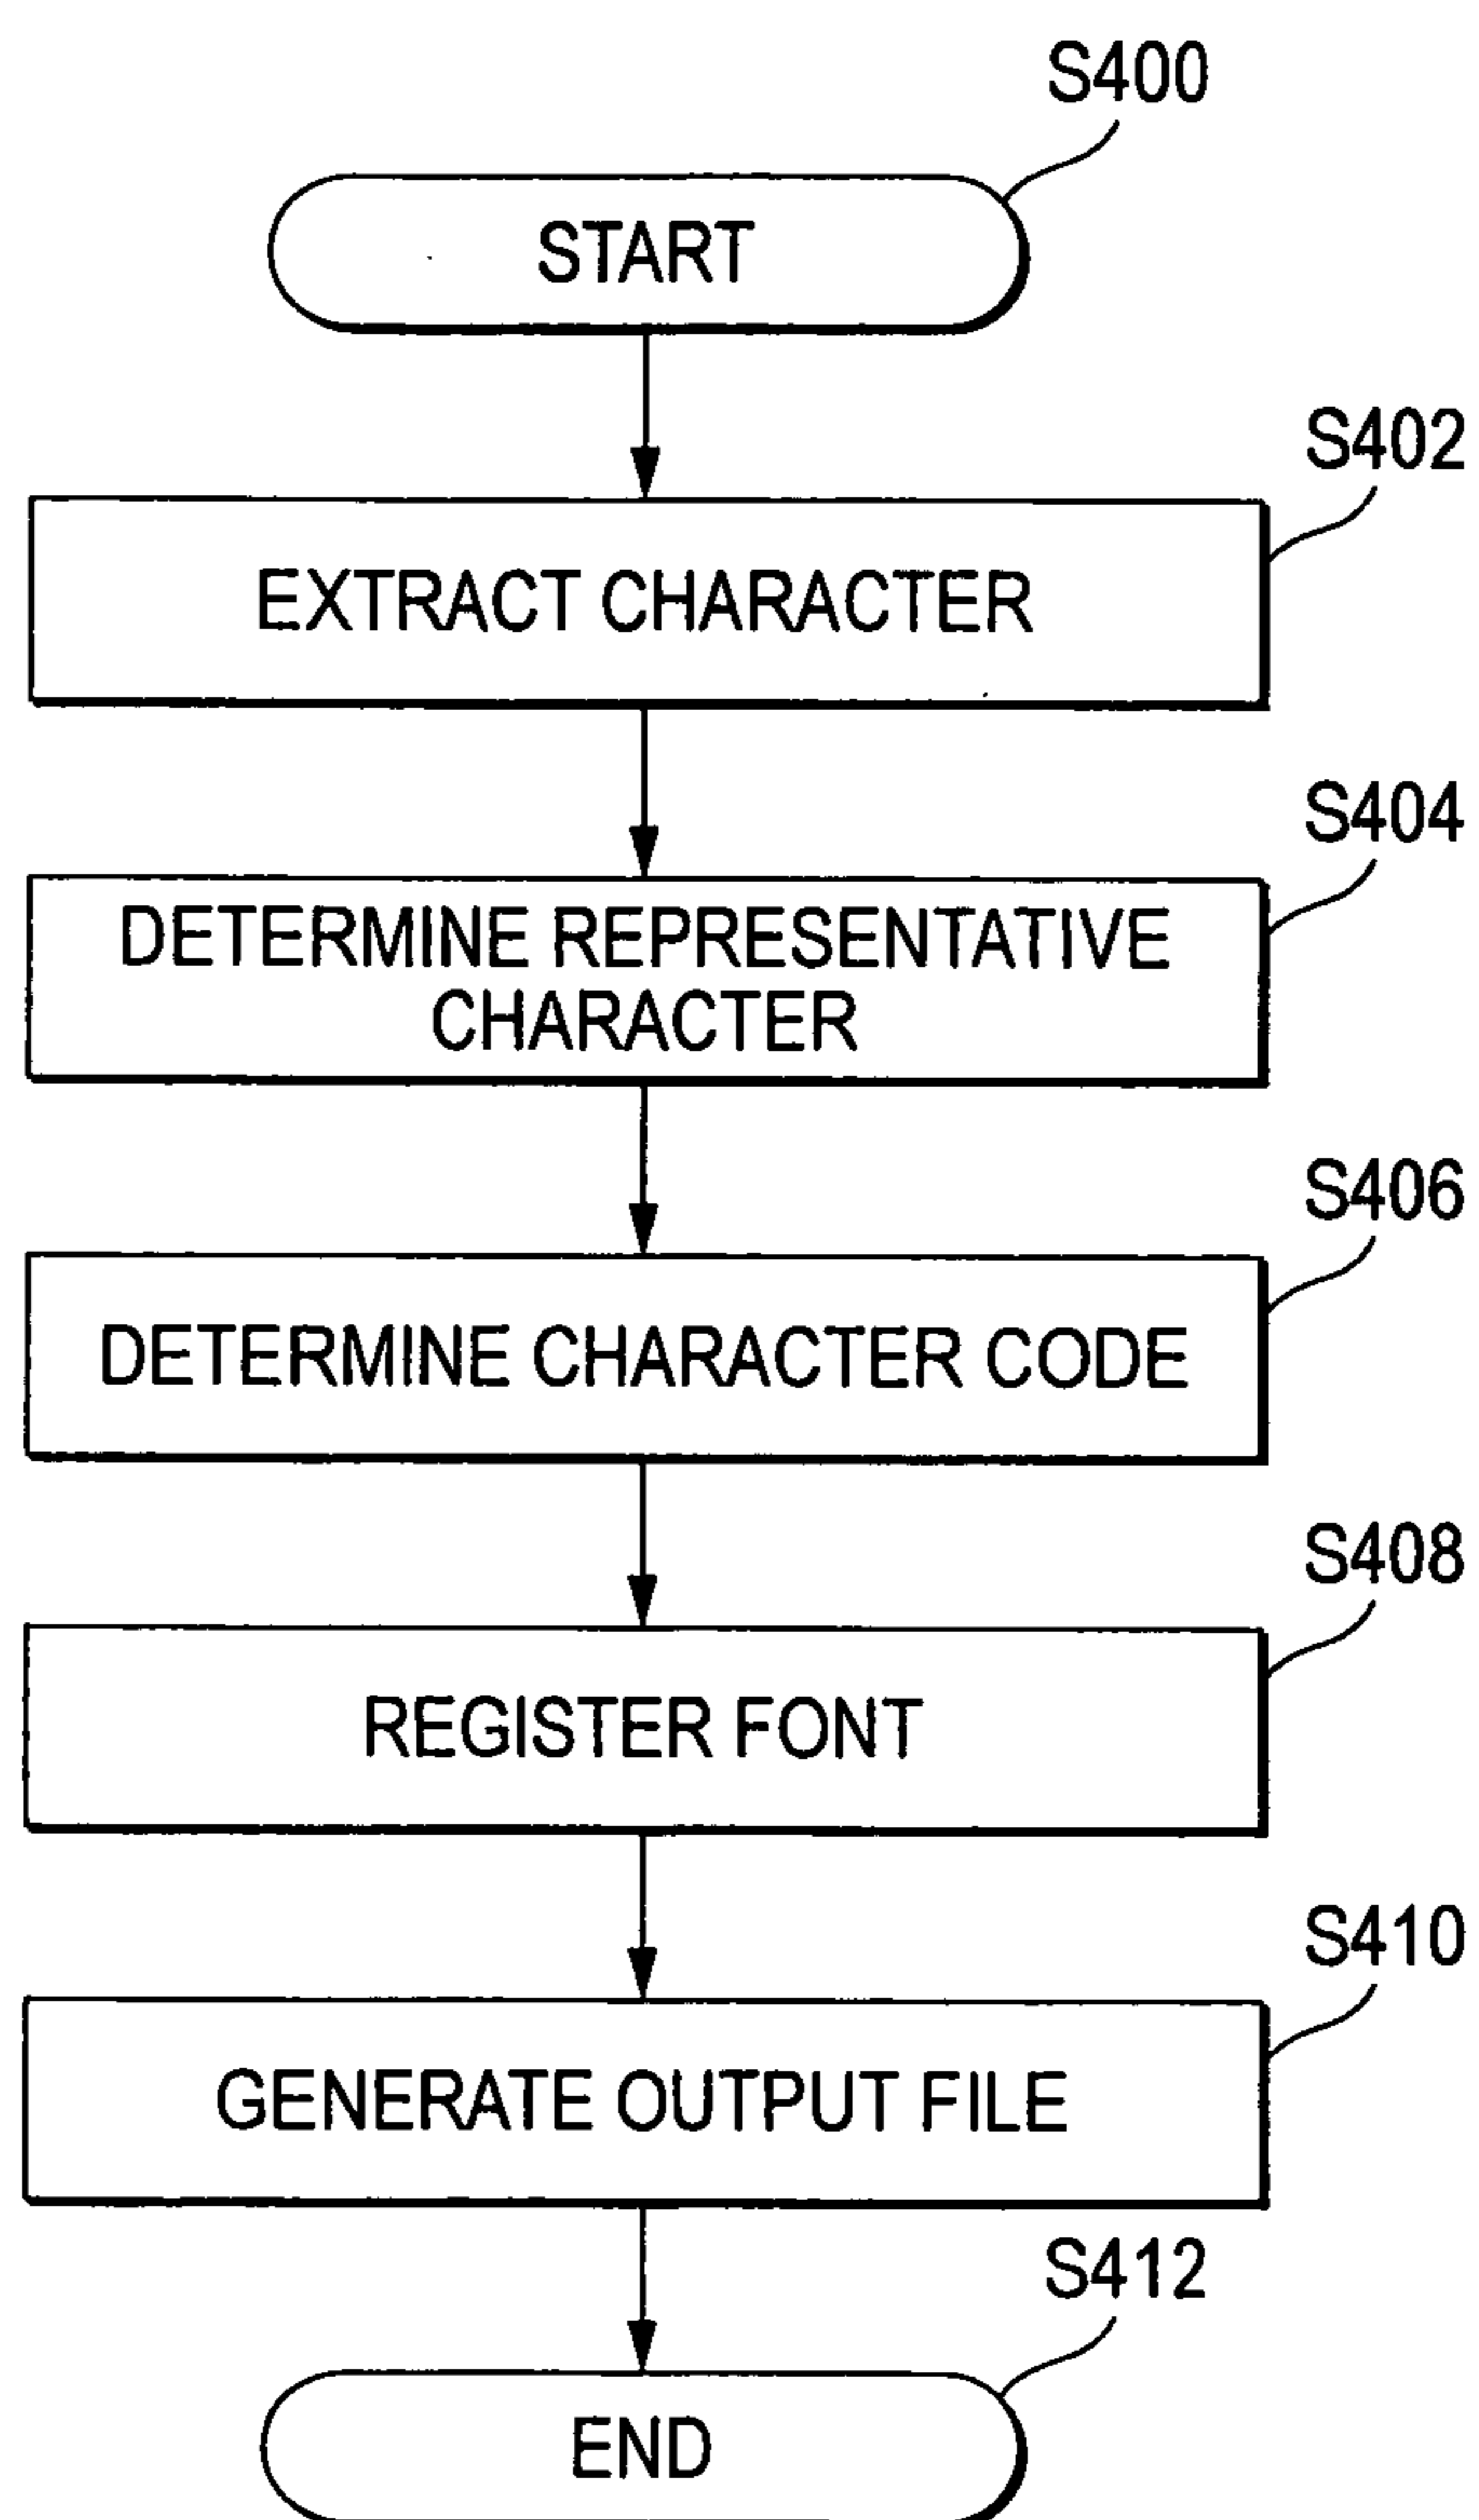 S400
START
S402
EXTRACT CHARACTER
S404
DETERMINE REPRESENTATIVE
CHARACTER
S406
DETERMINE CHARACTER CODE
S408
REGISTER FONT
S410
GENERATE OUTPUT FILE
S412
END